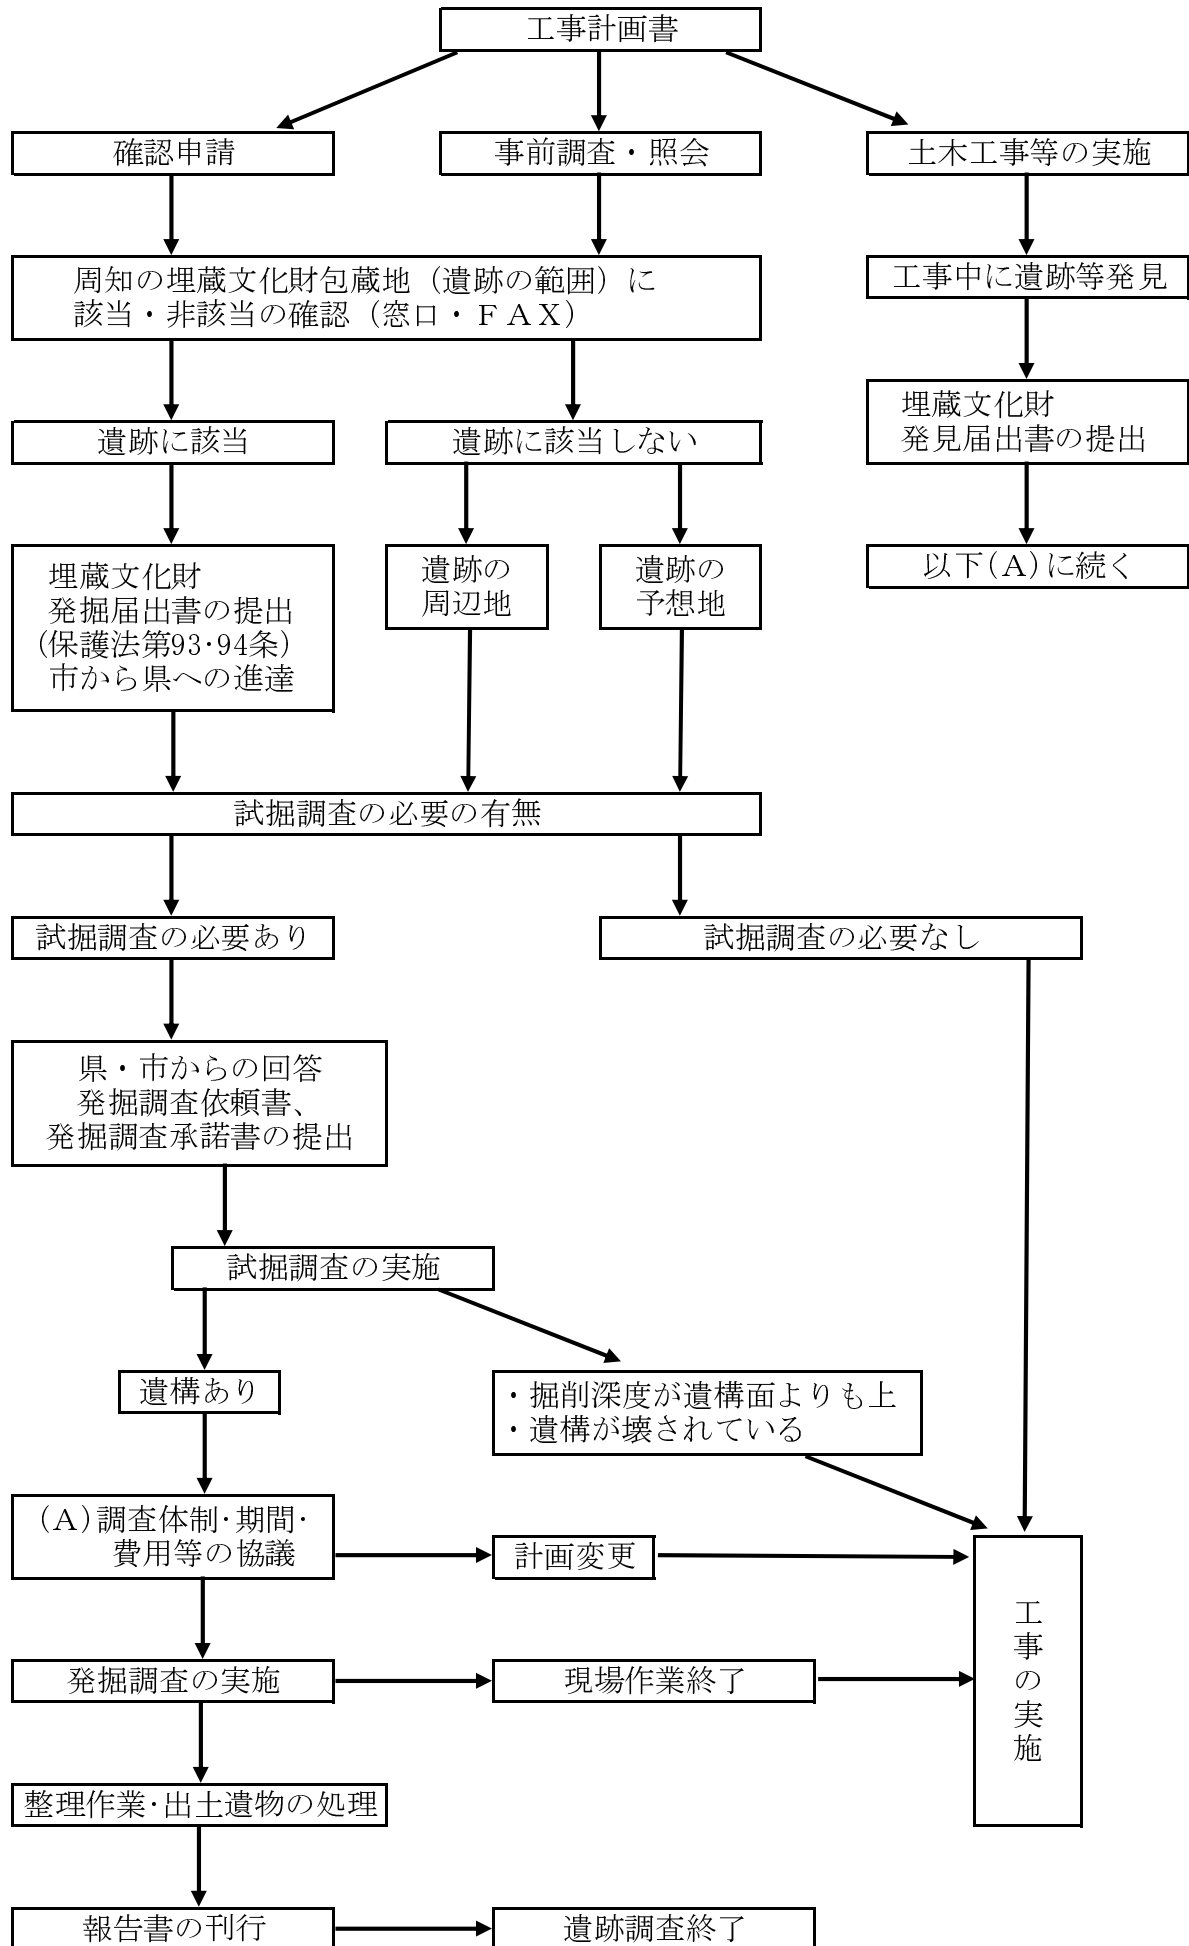 工事計画書
確認申請
事前調査・照会
土木工事等の実施
周知の埋蔵文化財包蔵地（遺跡の範囲）に
該当・非該当の確認（窓口・ＦＡＸ）
工事中に遺跡等発見
埋蔵文化財
発見届出書の提出
遺跡に該当
遺跡に該当しない
以下(Ａ)に続く
埋蔵文化財
発掘届出書の提出
(保護法第93･94条)
市から県への進達
遺跡の
周辺地
遺跡の
予想地
試掘調査の必要の有無
試掘調査の必要あり
試掘調査の必要なし
県・市からの回答
発掘調査依頼書、
発掘調査承諾書の提出
試掘調査の実施
遺構あり
・掘削深度が遺構面よりも上
・遺構が壊されている
(Ａ)調査体制･期間･
費用等の協議
計画変更
工事の実施
発掘調査の実施
現場作業終了
整理作業･出土遺物の処理
報告書の刊行
遺跡調査終了